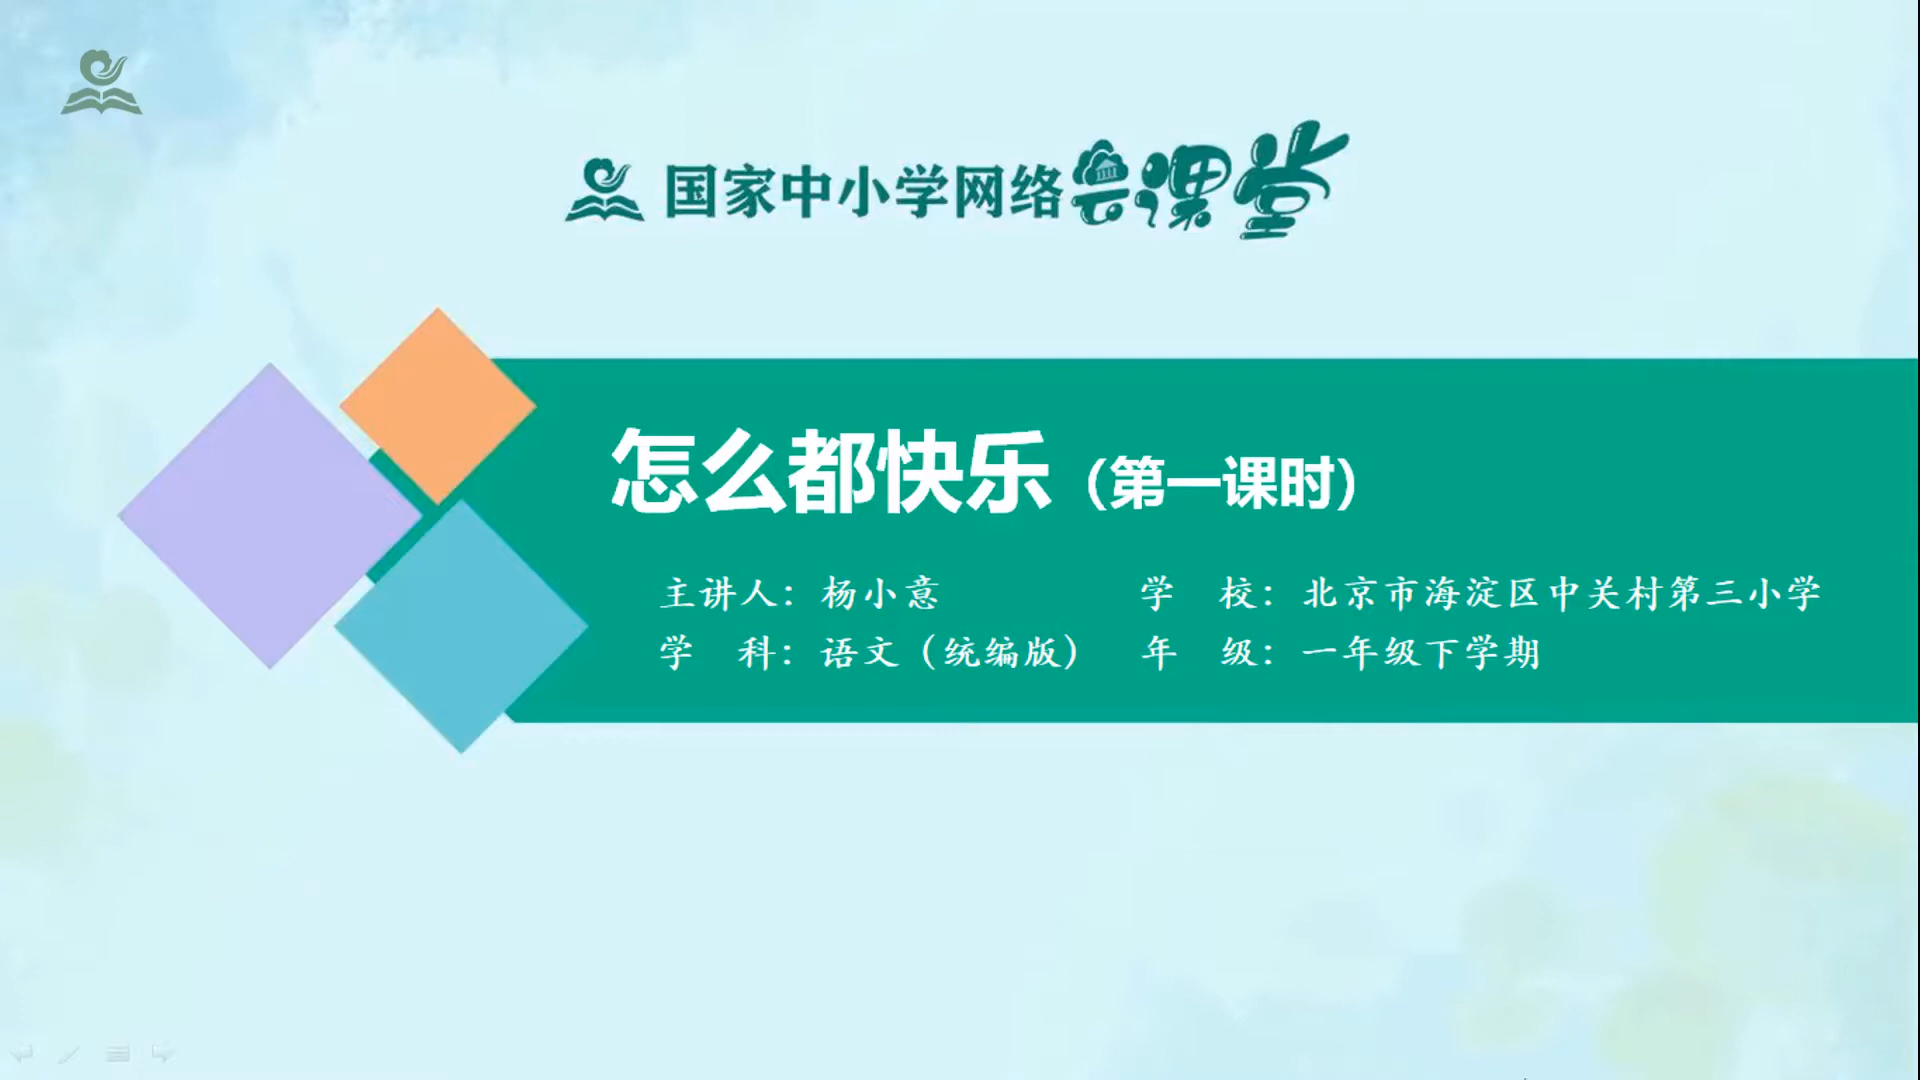 国家中小学网络云课堂
怎么都快乐（第一课时）
主讲人：杨小意 学 校：北京市海淀区中关村第三小学
学 科：语文（统编版） 年 级：一年级下学期